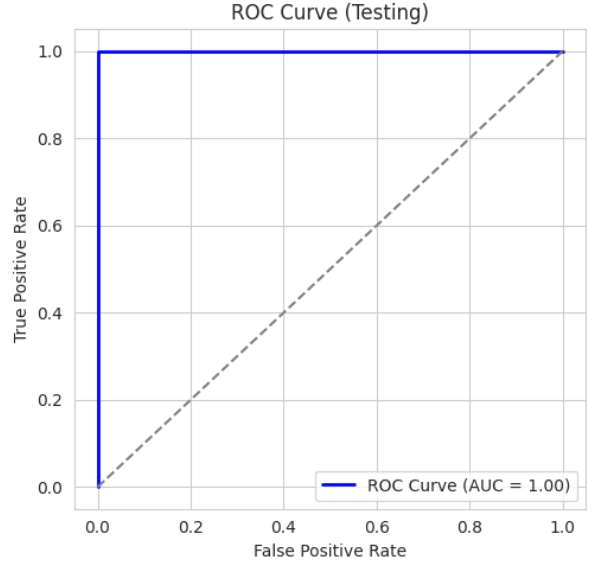 ROC Curve (Testing)
True Positive Rate
1.0
0.8
0.6
0.4
0.2
0.0
ROC Curve (AUC = 1.00)
0.0 0.2 0.4 0.6 0.8 1.0
False Positive Rate